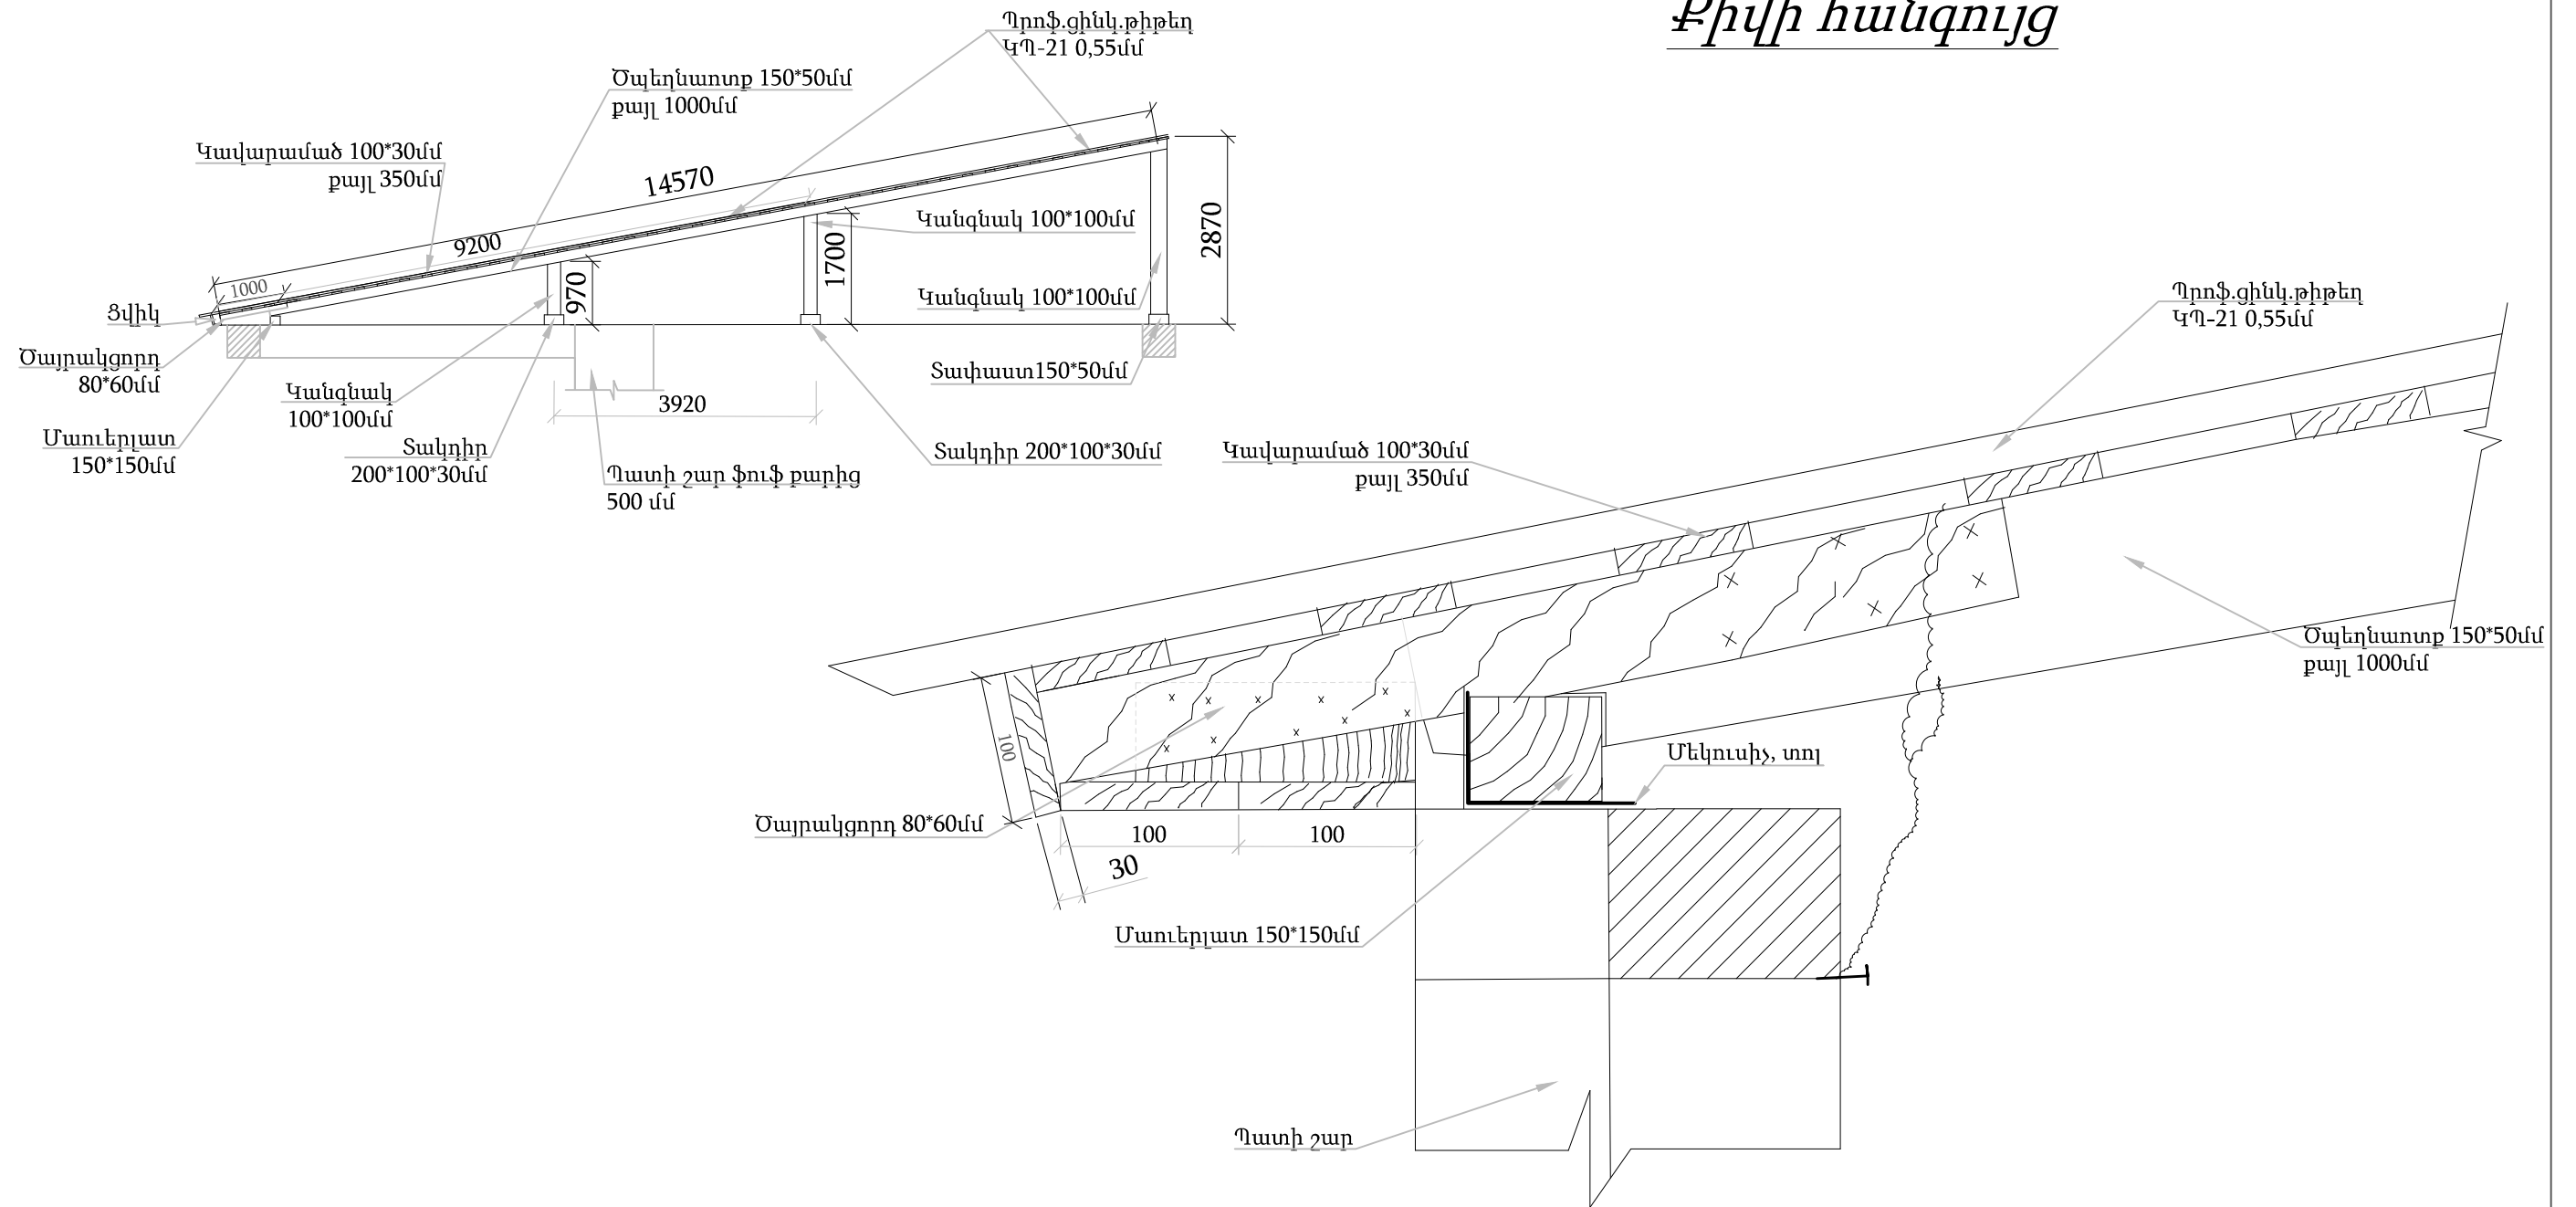 Քիվի հանգույց
Պրոֆ.ցինկ.թիթեղ
ԿՊ-21 0,55մմ
Ծպեղնաոտք 150*50մմ
քայլ 1000մմ
Կավարամած 100*30մմ
քայլ 350մմ
14570
9200
1000
Կանգնակ 100*100մմ
2870
1700
970
Կանգնակ 100*100մմ
Ցվիկ
Ծայրակցորդ
80*60մմ
Տափաստ150*50մմ
Կանգնակ
100*100մմ
3920
Մաուերլատ
150*150մմ
Տակդիր
200*100*30մմ
Տակդիր 200*100*30մմ
Պատի շար ֆուֆ քարից
500 մմ
Պրոֆ.ցինկ.թիթեղ
ԿՊ-21 0,55մմ
Կավարամած 100*30մմ
քայլ 350մմ
Ծպեղնաոտք 150*50մմ
քայլ 1000մմ
100
Մեկուսիչ, տոլ
Ծայրակցորդ 80*60մմ
100
100
30
Մաուերլատ 150*150մմ
Պատի շար